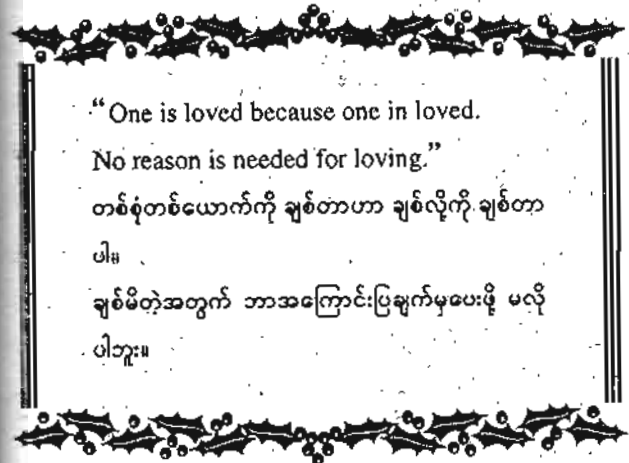 “One is loved because one in loved.
No reason is needed for loving.”
တစ်စုံတစ်ယောက်ကို ချစ်တာဟာ ချစ်လို့ကို ချစ်တာ
ပါ။
ချစ်မိတဲ့အတွက် ဘာအကြောင်းပြချက်မှပေးဖို့ မလို
ပါဘူး။